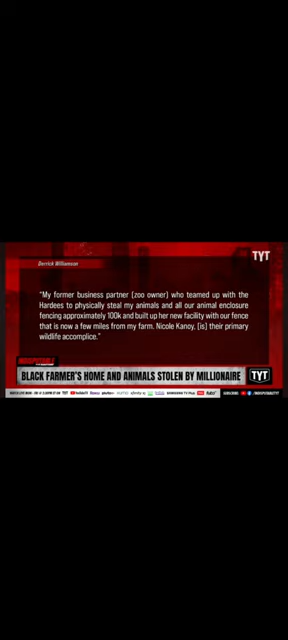 Derrick Williamson
TYT
"My former business partner [zoo owner] who teamed up with the
Hardees to physically steal my animals and all our animal enclosure
fencing approximately 100k and built up her new facility with our fence
that is now a few miles from my farm. Nicole Kanoy, [is] their primary
wildlife accomplice."
INDISPUTABLE
BLACK FARMER'S HOME AND ANIMALS STOLEN BY MILLIONAIRE
TYT